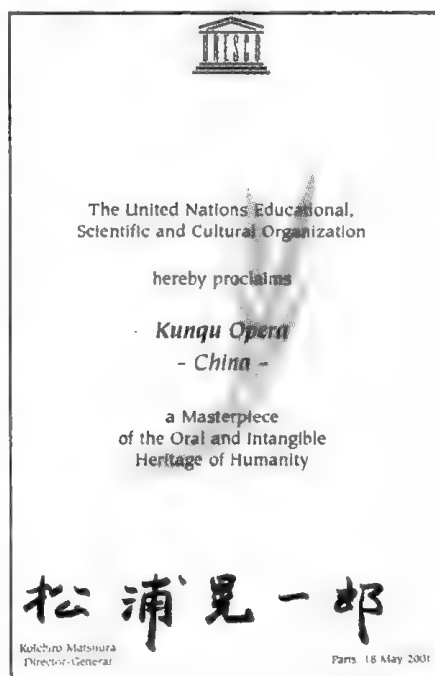 UNESCO
The United Nations Educational,
Scientific and Cultural Organization
hereby proclaims
Kunqu Opera
- China -
a Masterpiece
of the Oral and Intangible
Heritage of Humanity
松浦晃一郎
Koïchiro Matsuura
Director-General
Paris, 18 May 2001